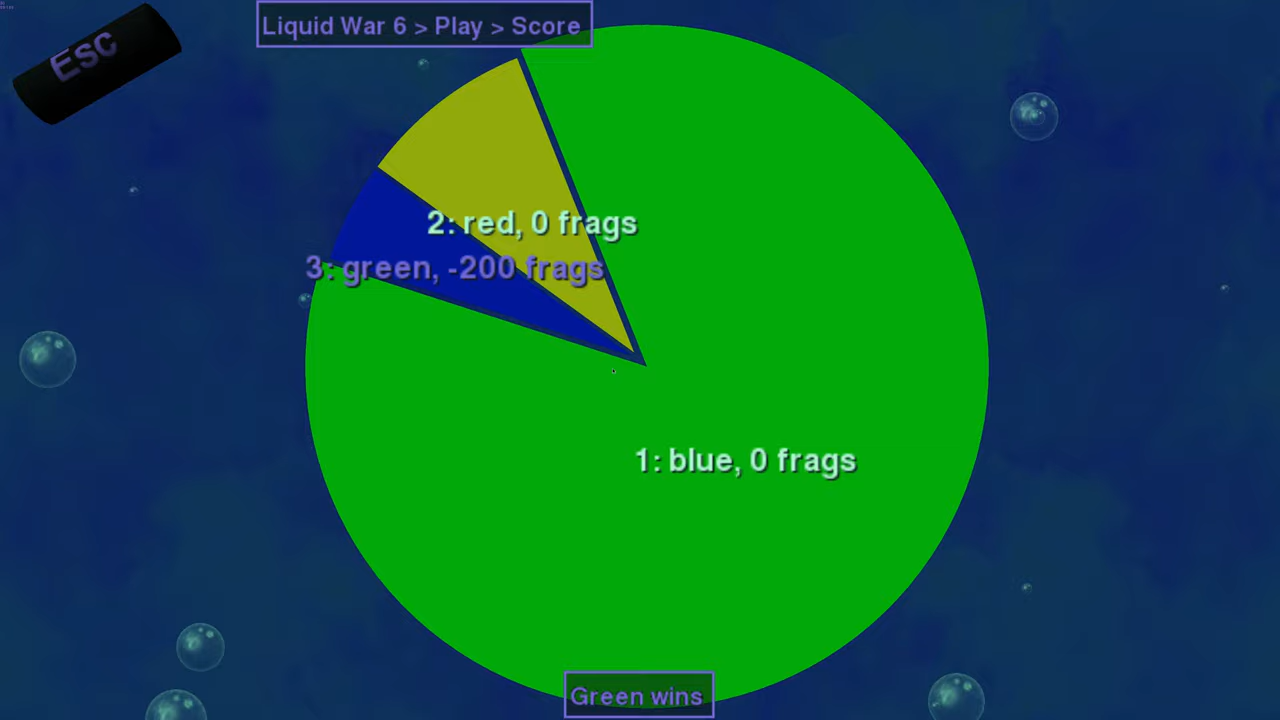 Esc
Liquid War 6 > Play > Score
2: red, 0 frags
3: green, -200 frags
1: blue, 0 frags
Green wins